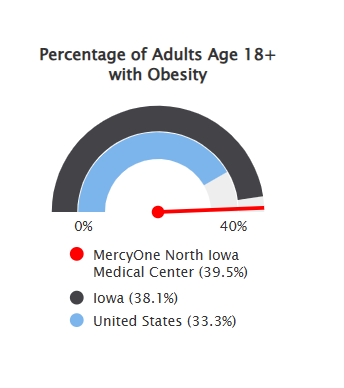 Percentage of Adults Age 18+
with Obesity
0%
40%
MercyOne North Iowa
Medical Center (39.5%)
Iowa (38.1%)
United States (33.3%)